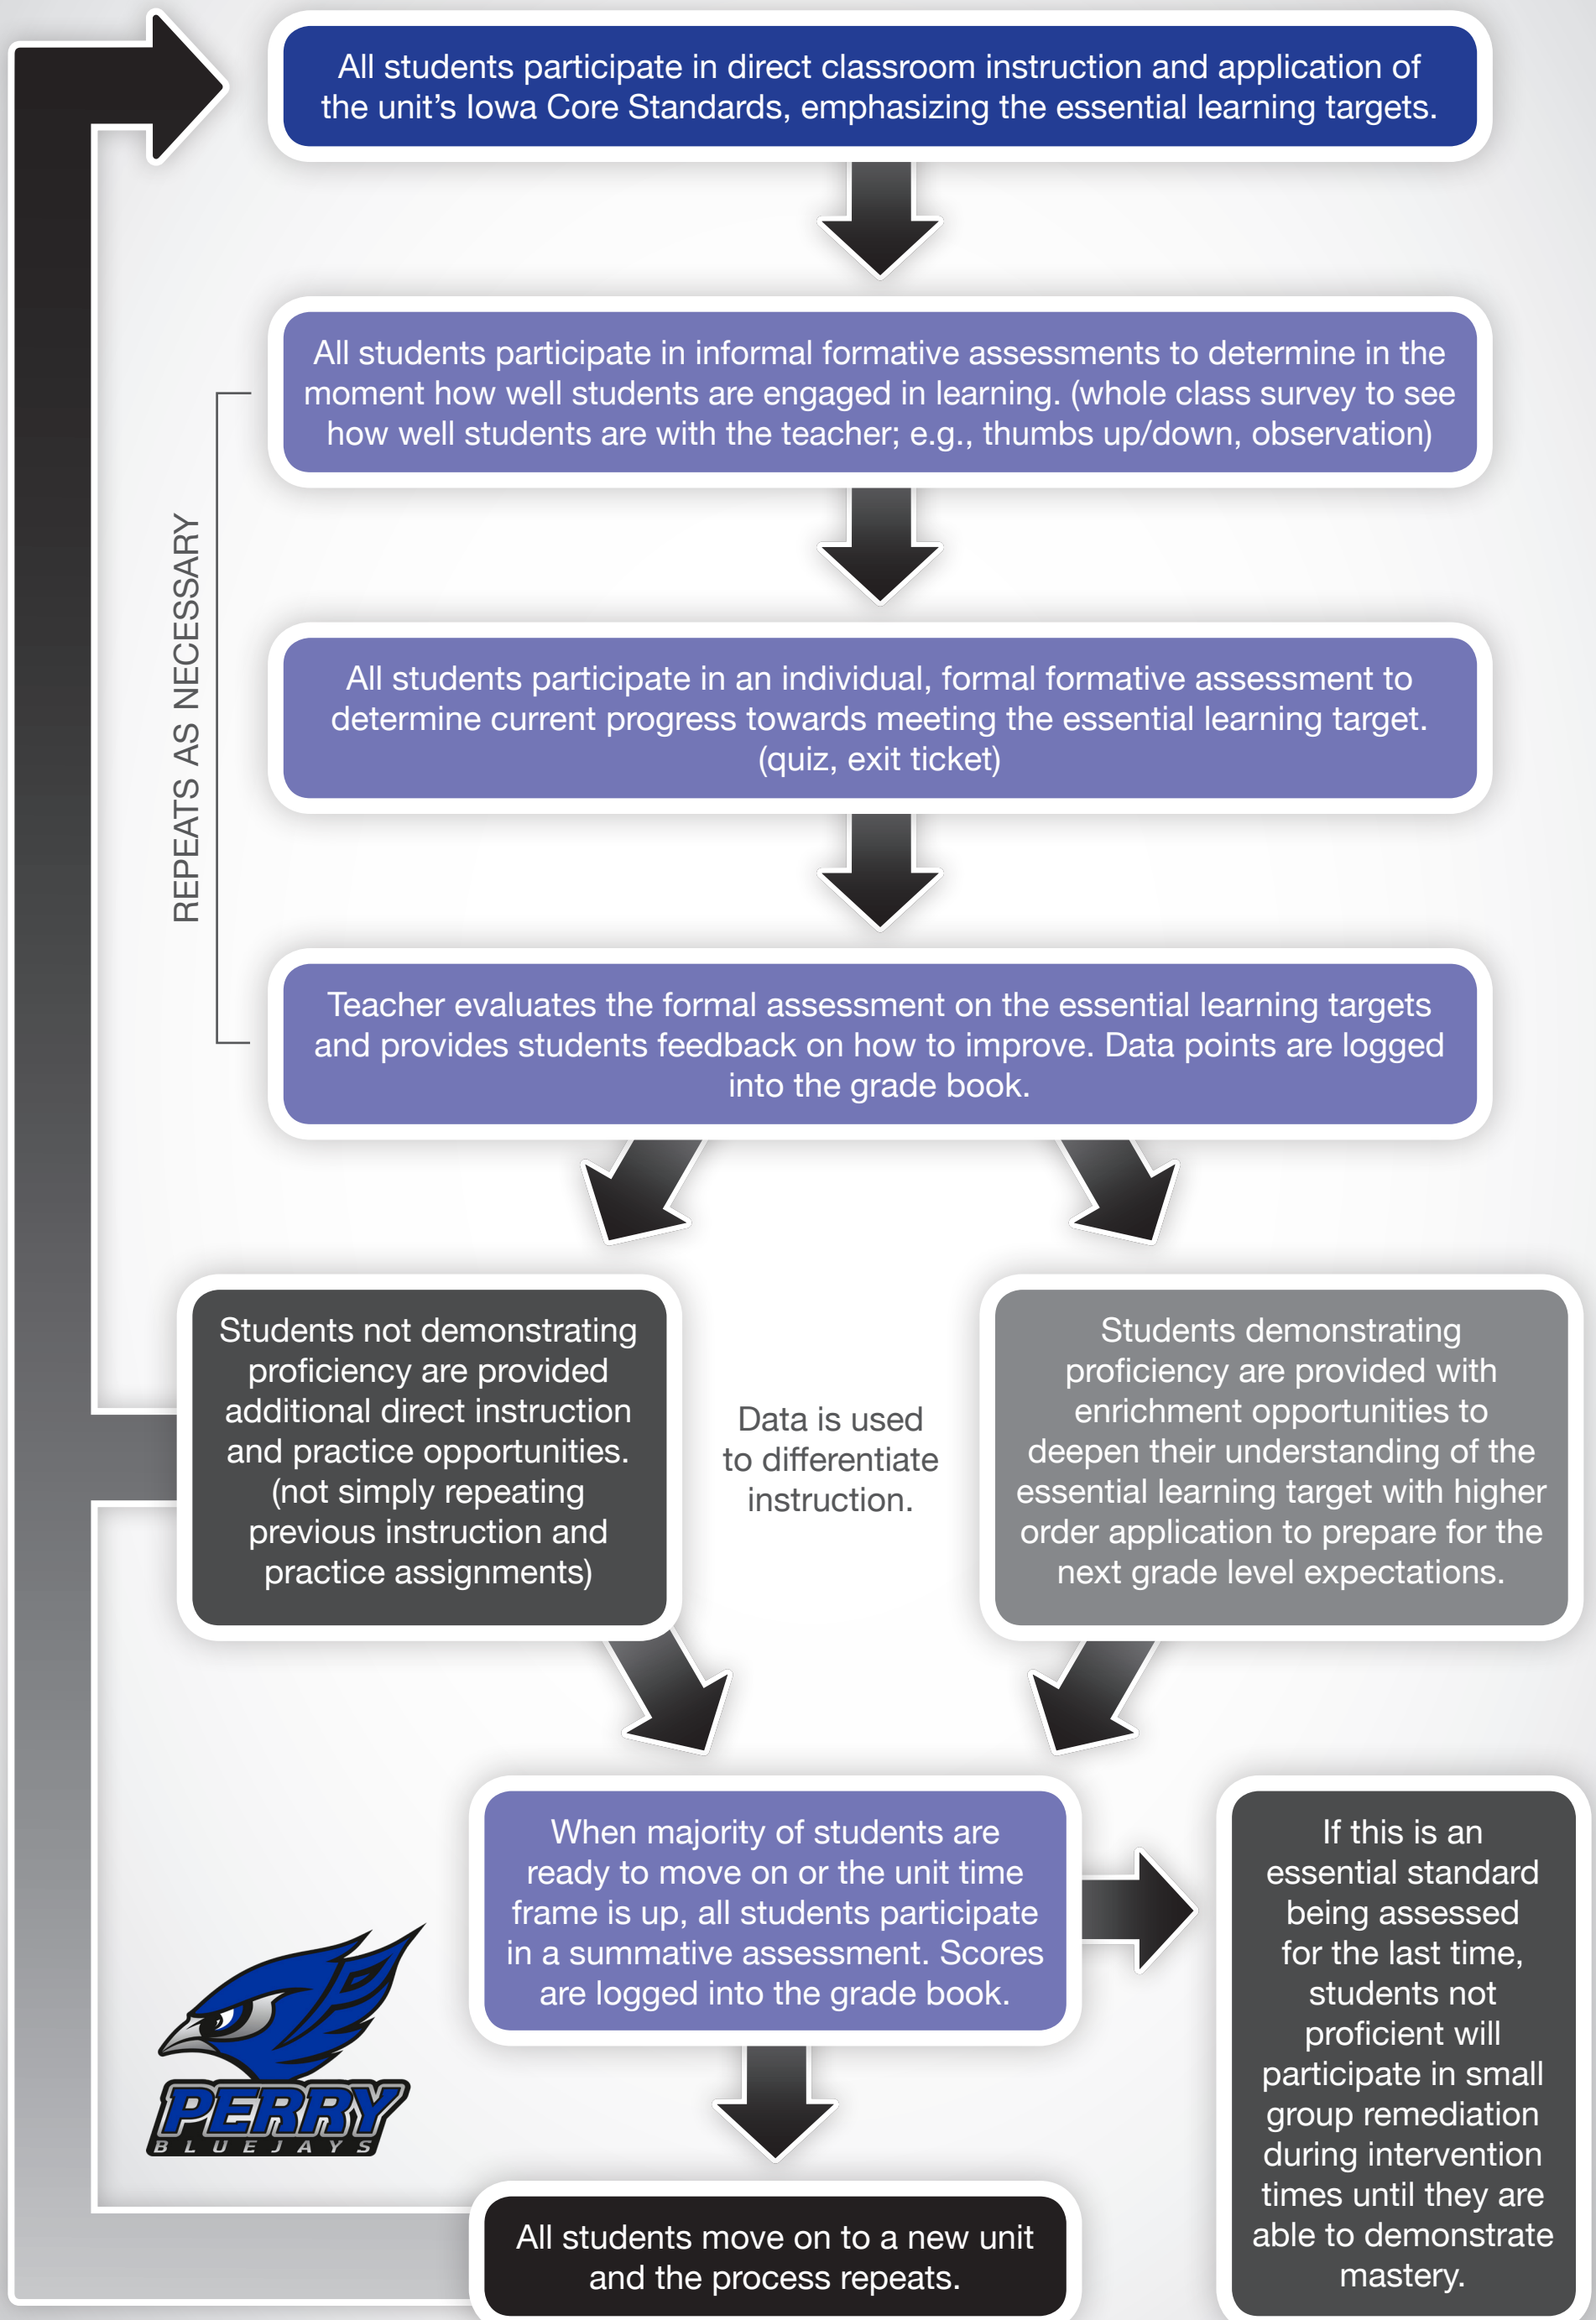 All students participate in direct classroom instruction and application of
the unit's Iowa Core Standards, emphasizing the essential learning targets.
All students participate in informal formative assessments to determine in the
moment how well students are engaged in learning. (whole class survey to see
how well students are with the teacher; e.g., thumbs up/down, observation)
REPEATS AS NECESSARY
All students participate in an individual, formal formative assessment to
determine current progress towards meeting the essential learning target.
(quiz, exit ticket)
Teacher evaluates the formal assessment on the essential learning targets
and provides students feedback on how to improve. Data points are logged
into the grade book.
Students not demonstrating
proficiency are provided
additional direct instruction
and practice opportunities.
(not simply repeating
previous instruction and
practice assignments)
Data is used
to differentiate
instruction.
Students demonstrating
proficiency are provided with
enrichment opportunities to
deepen their understanding of the
essential learning target with higher
order application to prepare for the
next grade level expectations.
When majority of students are
ready to move on or the unit time
frame is up, all students participate
in a summative assessment. Scores
are logged into the grade book.
If this is an
essential standard
being assessed
for the last time,
students not
proficient will
participate in small
group remediation
during intervention
times until they are
able to demonstrate
mastery.
PERRY
BLUEJAYS
All students move on to a new unit
and the process repeats.